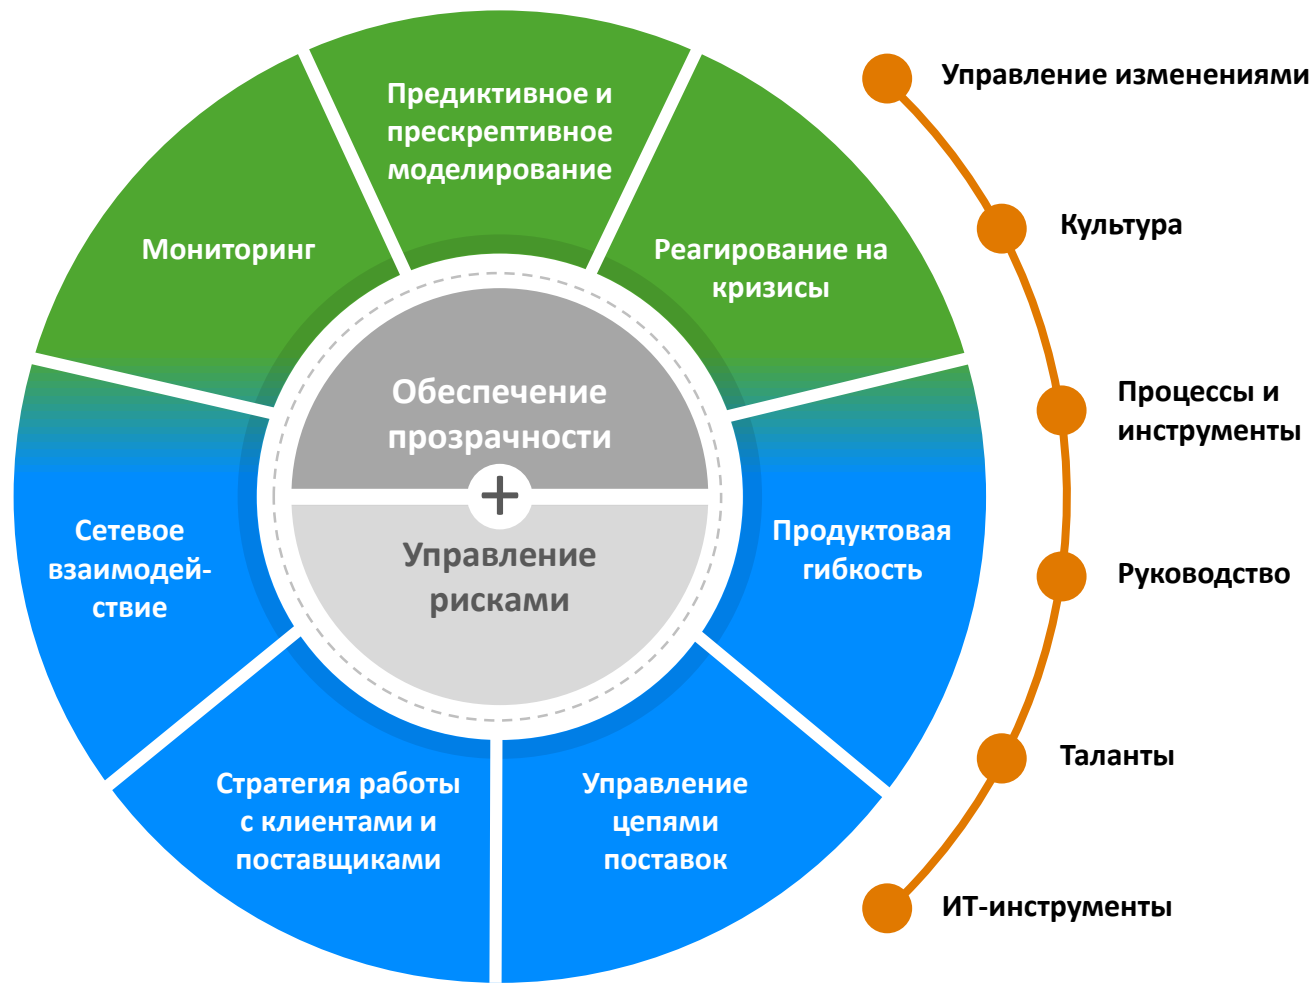 Предиктивное и
прескриптивное
моделирование
Мониторинг
Реагирование на
кризисы
Обеспечение
прозрачности
+
Управление
рисками
Сетевое
взаимодей-
ствие
Продуктовая
гибкость
Стратегия работы
с клиентами и
поставщиками
Управление
цепями
поставок
Управление изменениями
Культура
Процессы и
инструменты
Руководство
Таланты
ИТ-инструменты